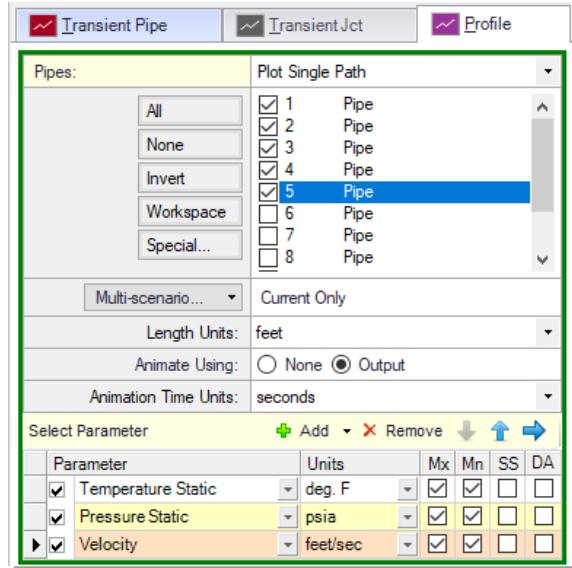 Transient Pipe Transient Jct Profile
Pipes: Plot Single Path
All
None
Invert
Workspace
Special...
1 Pipe
2 Pipe
3 Pipe
4 Pipe
5 Pipe
6 Pipe
7 Pipe
8 Pipe
Multi-scenario... Current Only
Length Units: feet
Animate Using: None Output
Animation Time Units: seconds
Select Parameter Add Remove
Parameter Units Mx Mn SS DA
Temperature Static deg. F
Pressure Static psia
Velocity feet/sec